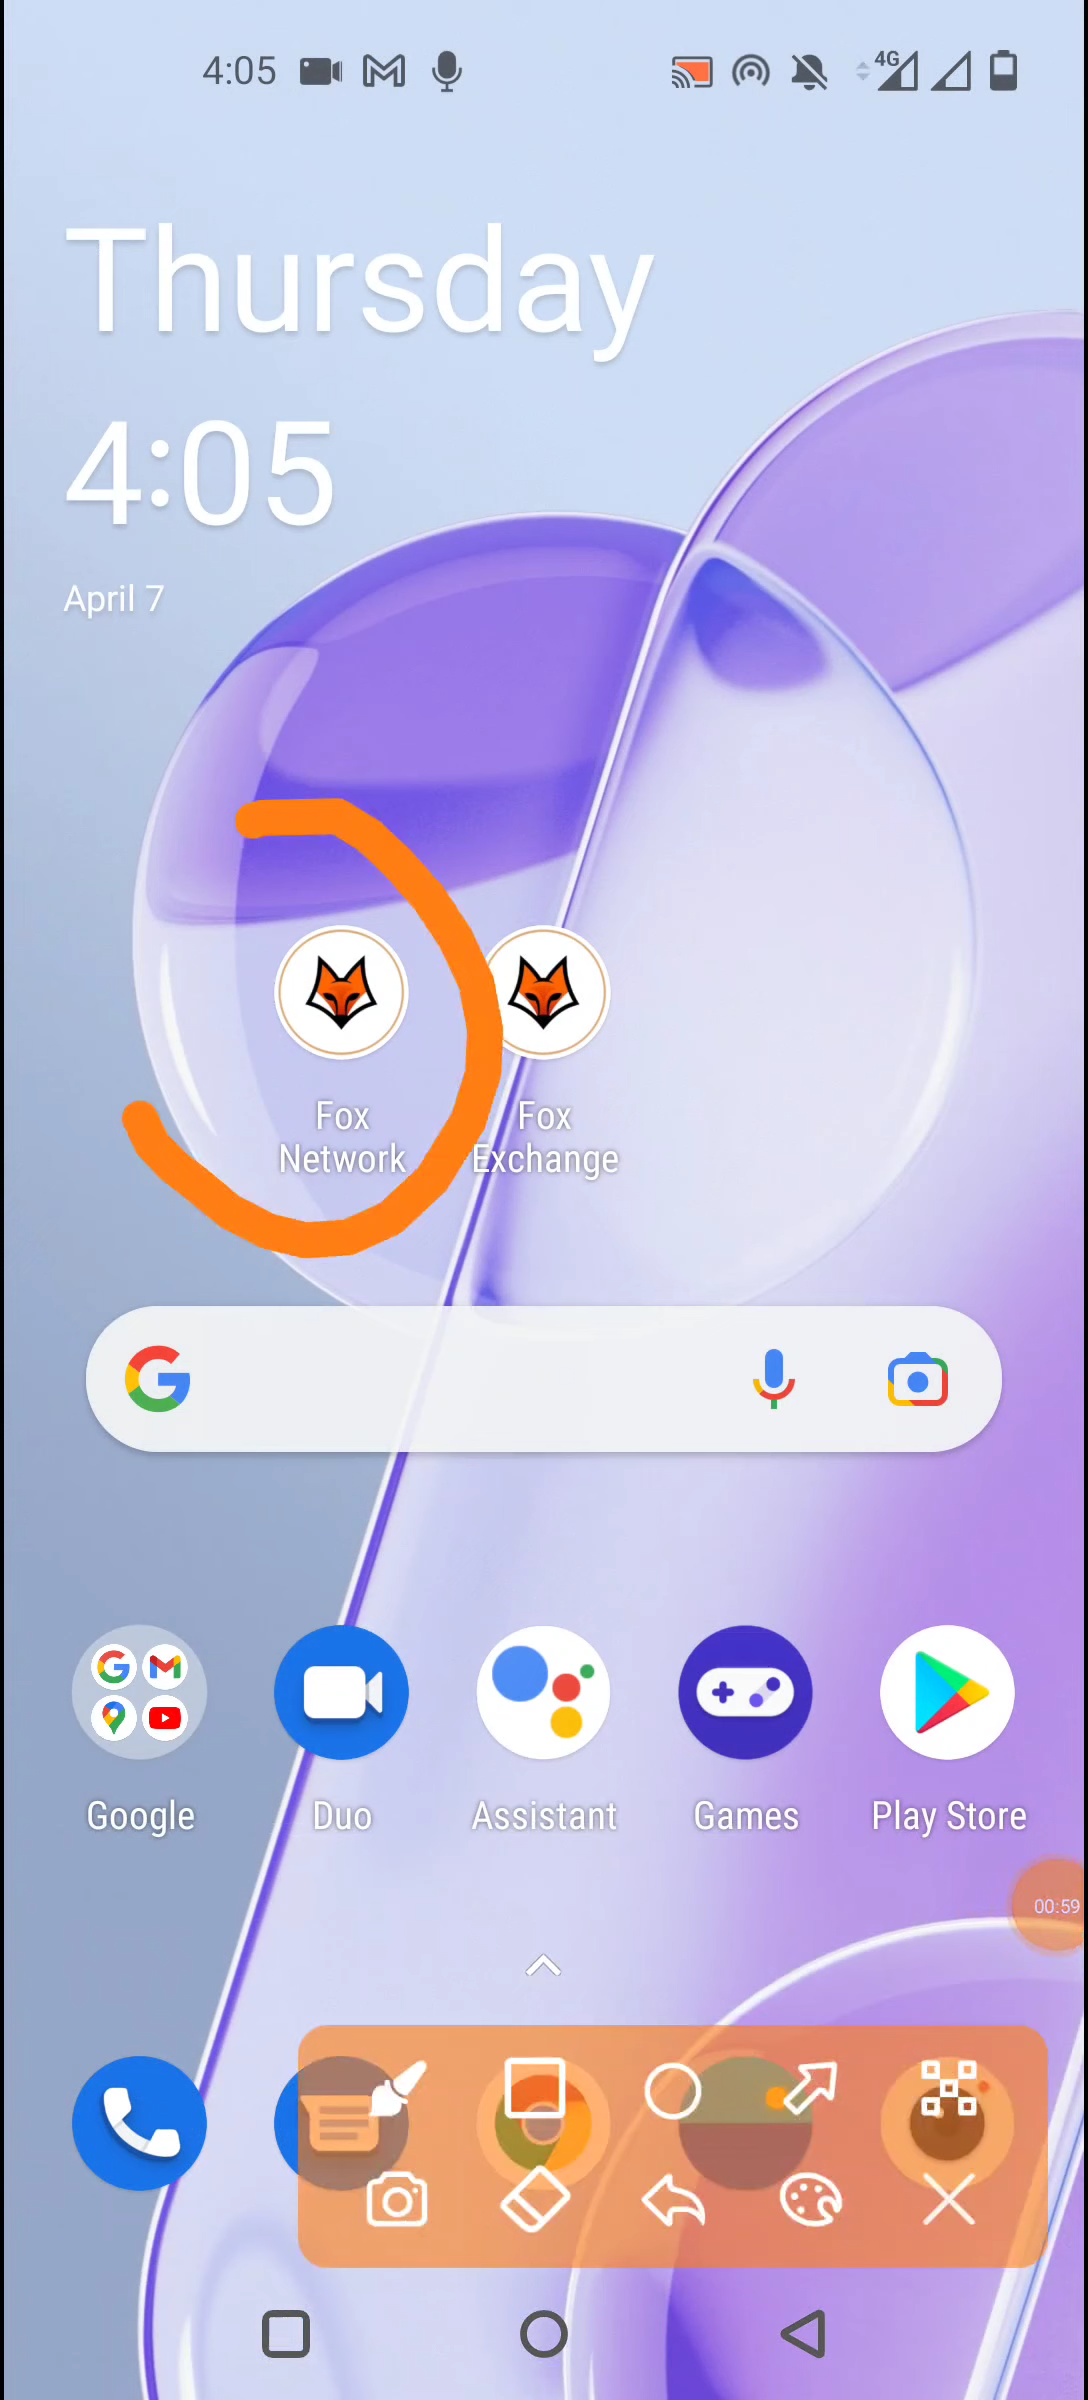 4:05
4G
Thursday
4:05
April 7
Fox
Network
Fox
Exchange
Google
Duo
Assistant
Games
Play Store
00:59